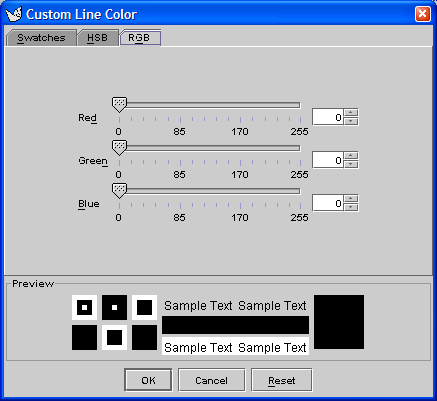 Custom Line Color
Swatches HSB RGB
Red 0
0 85 170 255
Green 0
0 85 170 255
Blue 0
0 85 170 255
Preview
Sample Text Sample Text
Sample Text Sample Text
OK Cancel Reset